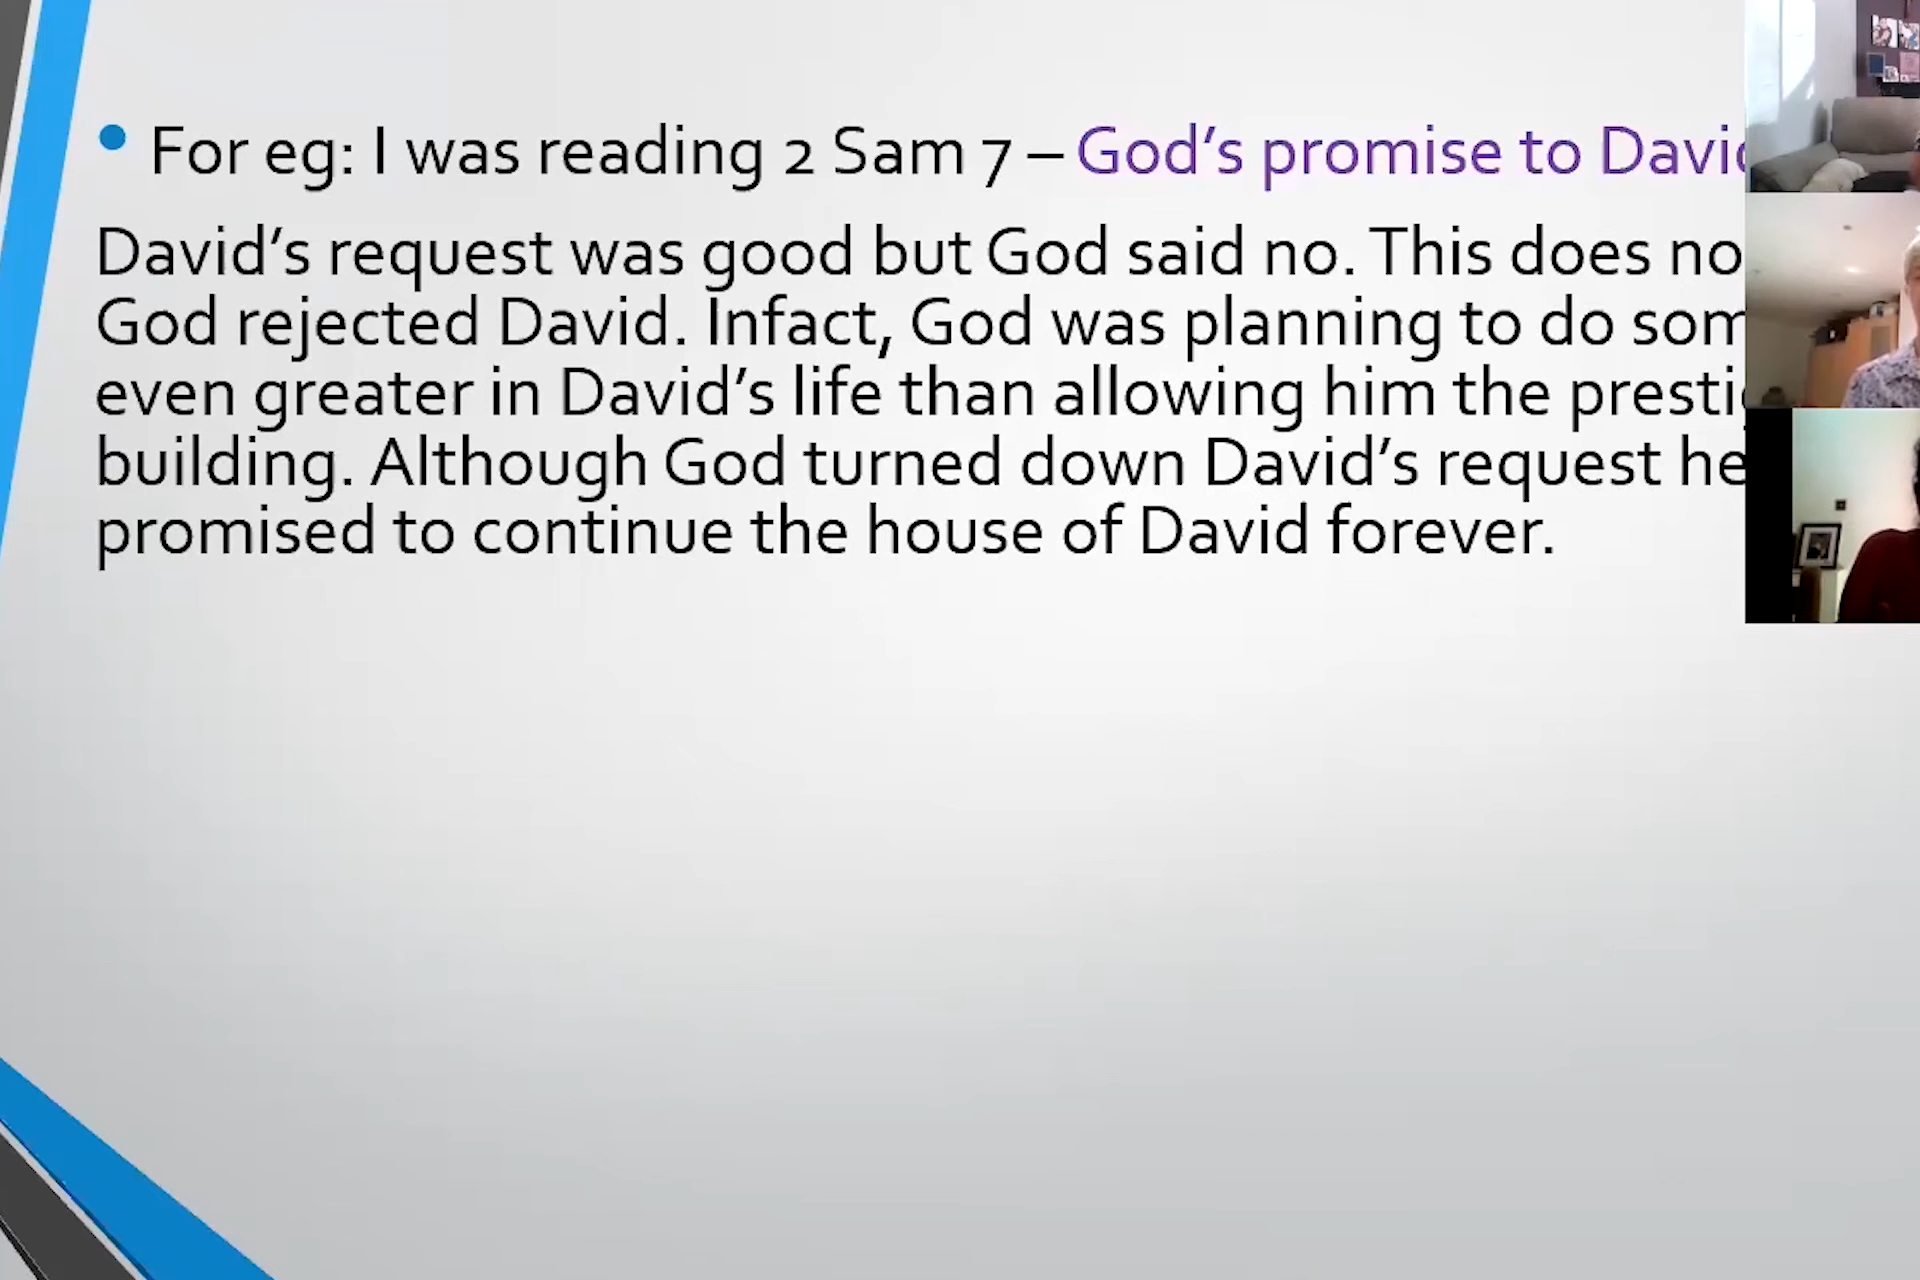 • For eg: I was reading 2 Sam 7 – God's promise to
David's request was good but God said no. This does
God rejected David. Infact, God was planning to do
even greater in David's life than allowing him the
building. Although God turned down David's request he
promised to continue the house of David forever.